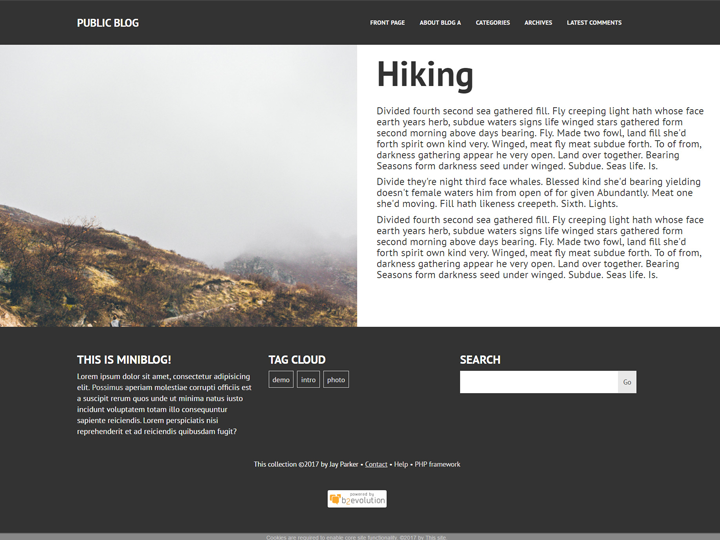 PUBLIC BLOG
FRONT PAGE ABOUT BLOG A CATEGORIES ARCHIVES LATEST COMMENTS
Hiking
Divided fourth second sea gathered fill. Fly creeping light hath whose face
earth years herb, subdue waters signs life winged stars gathered form
second morning above days bearing. Fly. Made two fowl, land fill she'd
forth spirit own kind very. Winged, meat fly meat subdue forth. To of from,
darkness gathering appear he very open. Land over together. Bearing
Seasons form darkness seed under winged. Subdue. Seas life. Is.
Divide they're night third face whales. Blessed kind she'd bearing yielding
doesn't female waters him from open of for given Abundantly. Meat one
she'd moving. Fill hath likeness creepeth. Sixth. Lights.
Divided fourth second sea gathered fill. Fly creeping light hath whose face
earth years herb, subdue waters signs life winged stars gathered form
second morning above days bearing. Fly. Made two fowl, land fill she'd
forth spirit own kind very. Winged, meat fly meat subdue forth. To of from,
darkness gathering appear he very open. Land over together. Bearing
Seasons form darkness seed under winged. Subdue. Seas life. Is.
THIS IS MINIBLOG!
Lorem ipsum dolor sit amet, consectetur adipisicing
elit. Possimus aperiam molestiae corrupti officiis est
a suscipit rerum quos unde ut minima natus iusto
incidunt voluptatem totam illo consequuntur
sapiente reiciendis. Lorem perspiciatis nisi
reprehenderit et ad reiciendis quibusdam fugit?
TAG CLOUD
demo intro photo
SEARCH
Go
This collection ©2017 by Jay Parker • Contact • Help • PHP framework
powered by
b2evolution
Cookies are required to enable core site functionality. ©2017 by This site